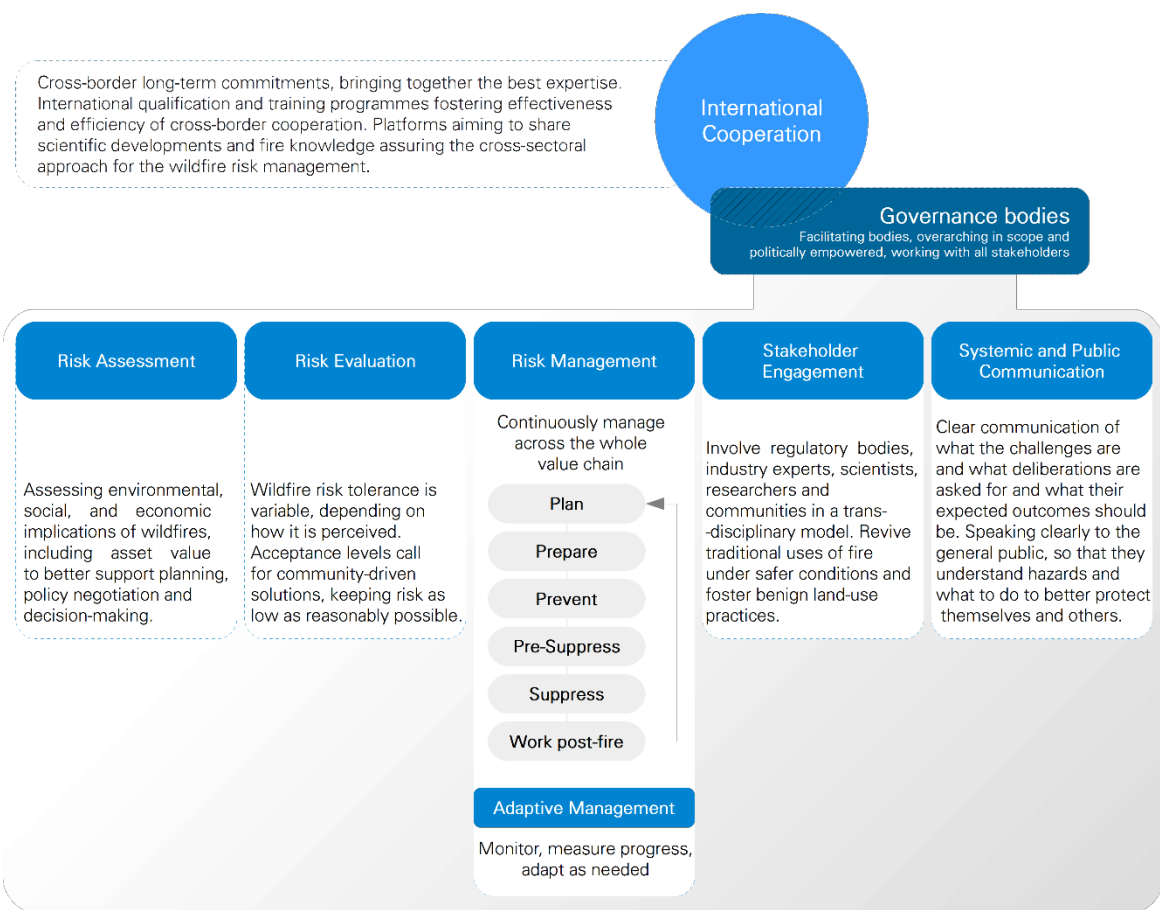 Cross-border long-term commitments, bringing together the best expertise.
International qualification and training programmes fostering effectiveness
and efficiency of cross-border cooperation. Platforms aiming to share
scientific developments and fire knowledge assuring the cross-sectoral
approach for the wildfire risk management.
International
Cooperation
Governance bodies
Facilitating bodies, overarching in scope and
politically empowered, working with all stakeholders
Risk Assessment
Assessing environmental,
social, and economic
implications of wildfires,
including asset value
to better support planning,
policy negotiation and
decision-making.
Risk Evaluation
Wildfire risk tolerance is
variable, depending on
how it is perceived.
Acceptance levels call
for community-driven
solutions, keeping risk as
low as reasonably possible.
Risk Management
Continuously manage
across the whole
value chain
Plan
Prepare
Prevent
Pre-Suppress
Suppress
Work post-fire
Adaptive Management
Monitor, measure progress,
adapt as needed
Stakeholder
Engagement
Involve regulatory bodies,
industry experts, scientists,
researchers and
communities in a trans-
-disciplinary model. Revive
traditional uses of fire
under safer conditions and
foster benign land-use
practices.
Systemic and Public
Communication
Clear communication of
what the challenges are
and what deliberations are
asked for and what their
expected outcomes should
be. Speaking clearly to the
general public, so that they
understand hazards and
what to do to better protect
themselves and others.